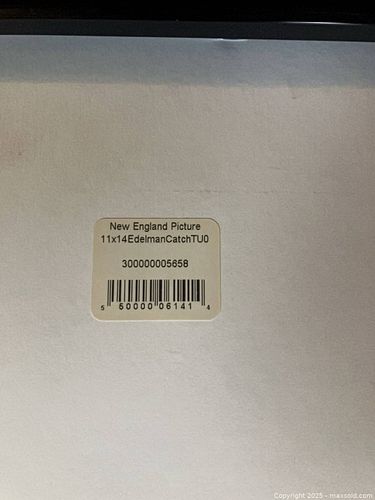 New England Picture
11x14EdelmanCatchTU0
300000005658
5 50000 06141 4
Copyright 2025 - maxsold.com